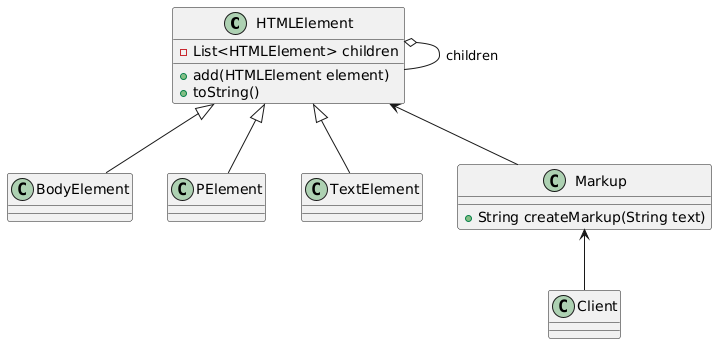 C HTMLElement
List<HTMLElement> children
add(HTMLElement element)
toString()
children
C BodyElement
C PElement
C TextElement
C Markup
String createMarkup(String text)
C Client